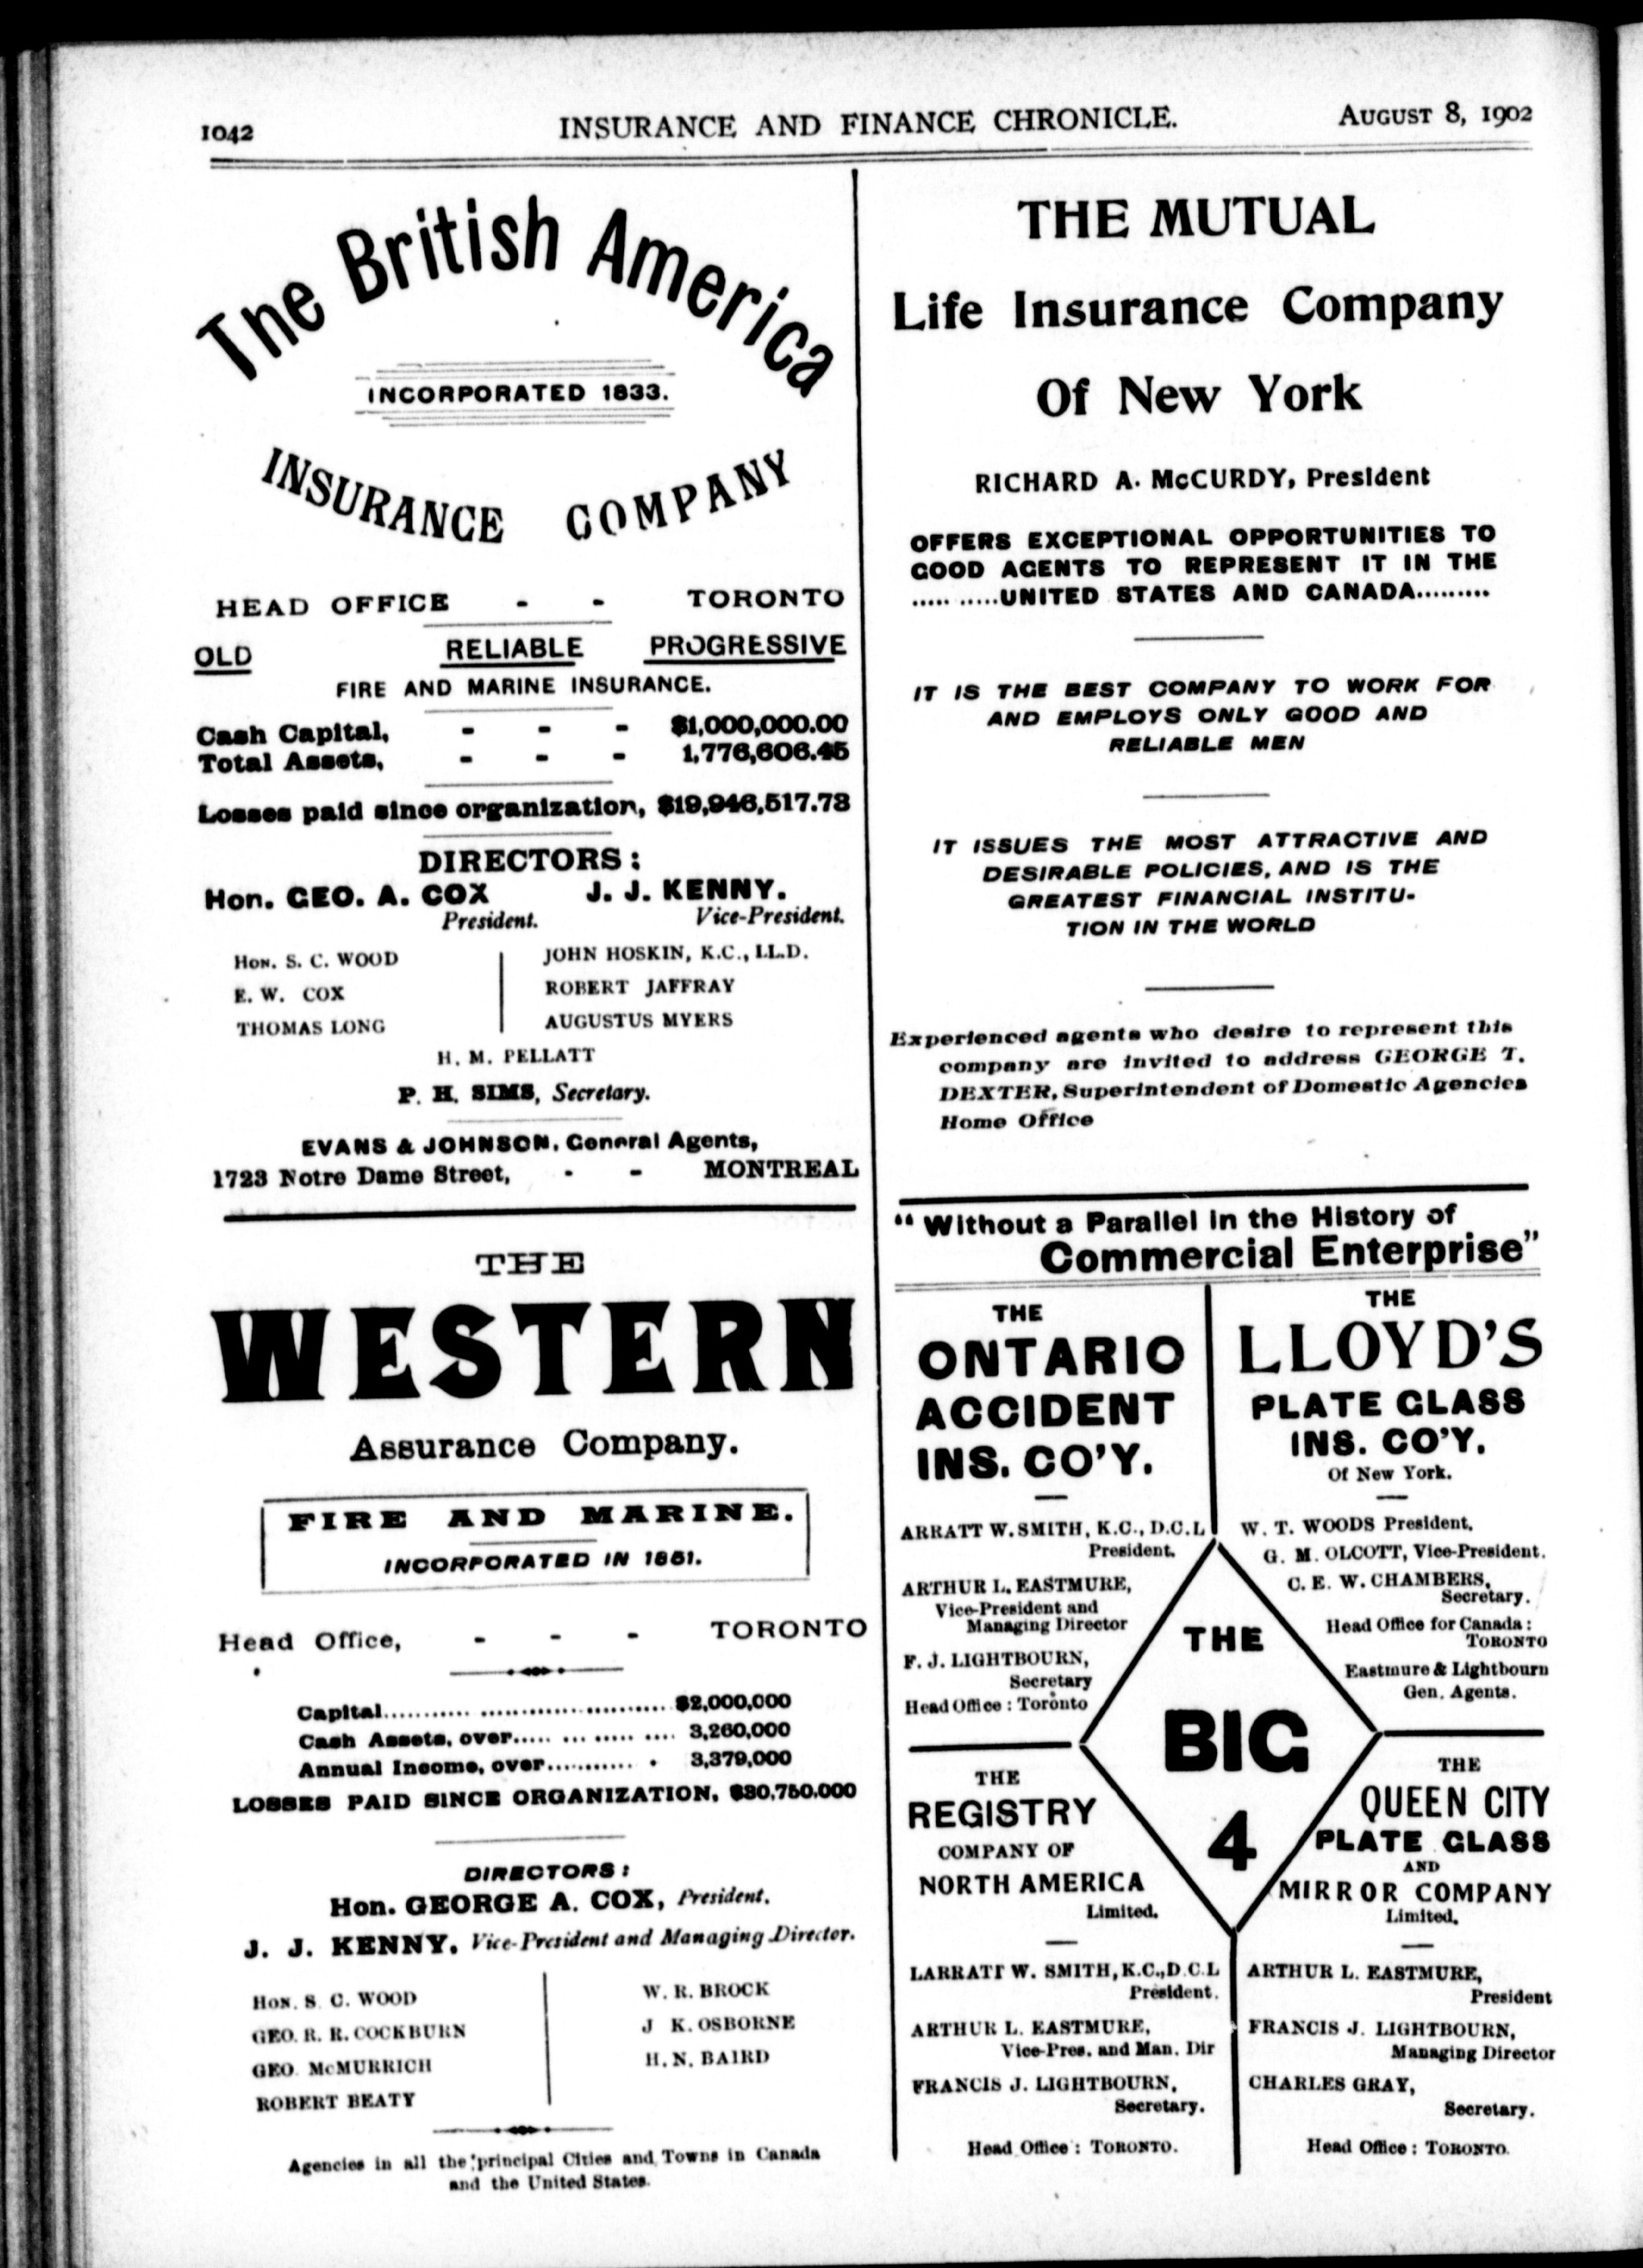 1042
INSURANCE AND FINANCE CHRONICLE.
AUGUST 8, 1902
The British America
INCORPORATED 1833.
INSURANCE COMPANY
HEAD OFFICE - - TORONTO
OLD RELIABLE PROGRESSIVE
FIRE AND MARINE INSURANCE.
Cash Capital, - - - $1,000,000.00
Total Assets, - - - 1,776,606.45
Losses paid since organization, $19,946,517.73
DIRECTORS:
Hon. GEO. A. COX J. J. KENNY.
President. Vice-President.
HON. S. C. WOOD JOHN HOSKIN, K.C., LL.D.
E. W. COX ROBERT JAFFRAY
THOMAS LONG AUGUSTUS MYERS
H. M. PELLATT
P. H. SIMS, Secretary.
EVANS & JOHNSON, General Agents,
1723 Notre Dame Street, - - MONTREAL
THE
WESTERN
Assurance Company.
FIRE AND MARINE.
INCORPORATED IN 1851.
Head Office, - - - TORONTO
Capital........... ......................... $2,000,000
Cash Assets, over..... ... ..... .... 3,260,000
Annual Income, over........... . 3,379,000
LOSSES PAID SINCE ORGANIZATION, $30,750.000
DIRECTORS:
Hon. GEORGE A. COX, President.
J. J. KENNY, Vice-President and Managing Director.
HON. S. C. WOOD W. R. BROCK
GEO. R. R. COCKBURN J K. OSBORNE
GEO McMURRICH H. N. BAIRD
ROBERT BEATY
Agencies in all the principal Cities and Towns in Canada
and the United States.
THE MUTUAL
Life Insurance Company
Of New York
RICHARD A. McCURDY, President
OFFERS EXCEPTIONAL OPPORTUNITIES TO
GOOD AGENTS TO REPRESENT IT IN THE
..... .....UNITED STATES AND CANADA.........
IT IS THE BEST COMPANY TO WORK FOR
AND EMPLOYS ONLY GOOD AND
RELIABLE MEN
IT ISSUES THE MOST ATTRACTIVE AND
DESIRABLE POLICIES, AND IS THE
GREATEST FINANCIAL INSTITU-
TION IN THE WORLD
Experienced agents who desire to represent this
company are invited to address GEORGE T.
DEXTER, Superintendent of Domestic Agencies
Home Office
"Without a Parallel in the History of
Commercial Enterprise"
THE
ONTARIO
ACCIDENT
INS. CO'Y.
ARRATT W. SMITH, K.C., D.C.L
President.
ARTHUR L. EASTMURE,
Vice-President and
Managing Director
F. J. LIGHTBOURN,
Secretary
Head Office : Toronto
THE
LLOYD'S
PLATE GLASS
INS. CO'Y.
Of New York.
W. T. WOODS President.
G. M. OLCOTT, Vice-President.
C. E. W. CHAMBERS,
Secretary.
Head Office for Canada :
TORONTO
Eastmure & Lightbourn
Gen. Agents.
THE
BIG
4
THE
REGISTRY
COMPANY OF
NORTH AMERICA
Limited.
LARRATT W. SMITH, K.C., D.C.L
President.
ARTHUR L. EASTMURE,
Vice-Pres. and Man. Dir
FRANCIS J. LIGHTBOURN,
Secretary.
Head Office : TORONTO.
THE
QUEEN CITY
PLATE GLASS
AND
MIRROR COMPANY
Limited.
ARTHUR L. EASTMURE,
President
FRANCIS J. LIGHTBOURN,
Managing Director
CHARLES GRAY,
Secretary.
Head Office : TORONTO.